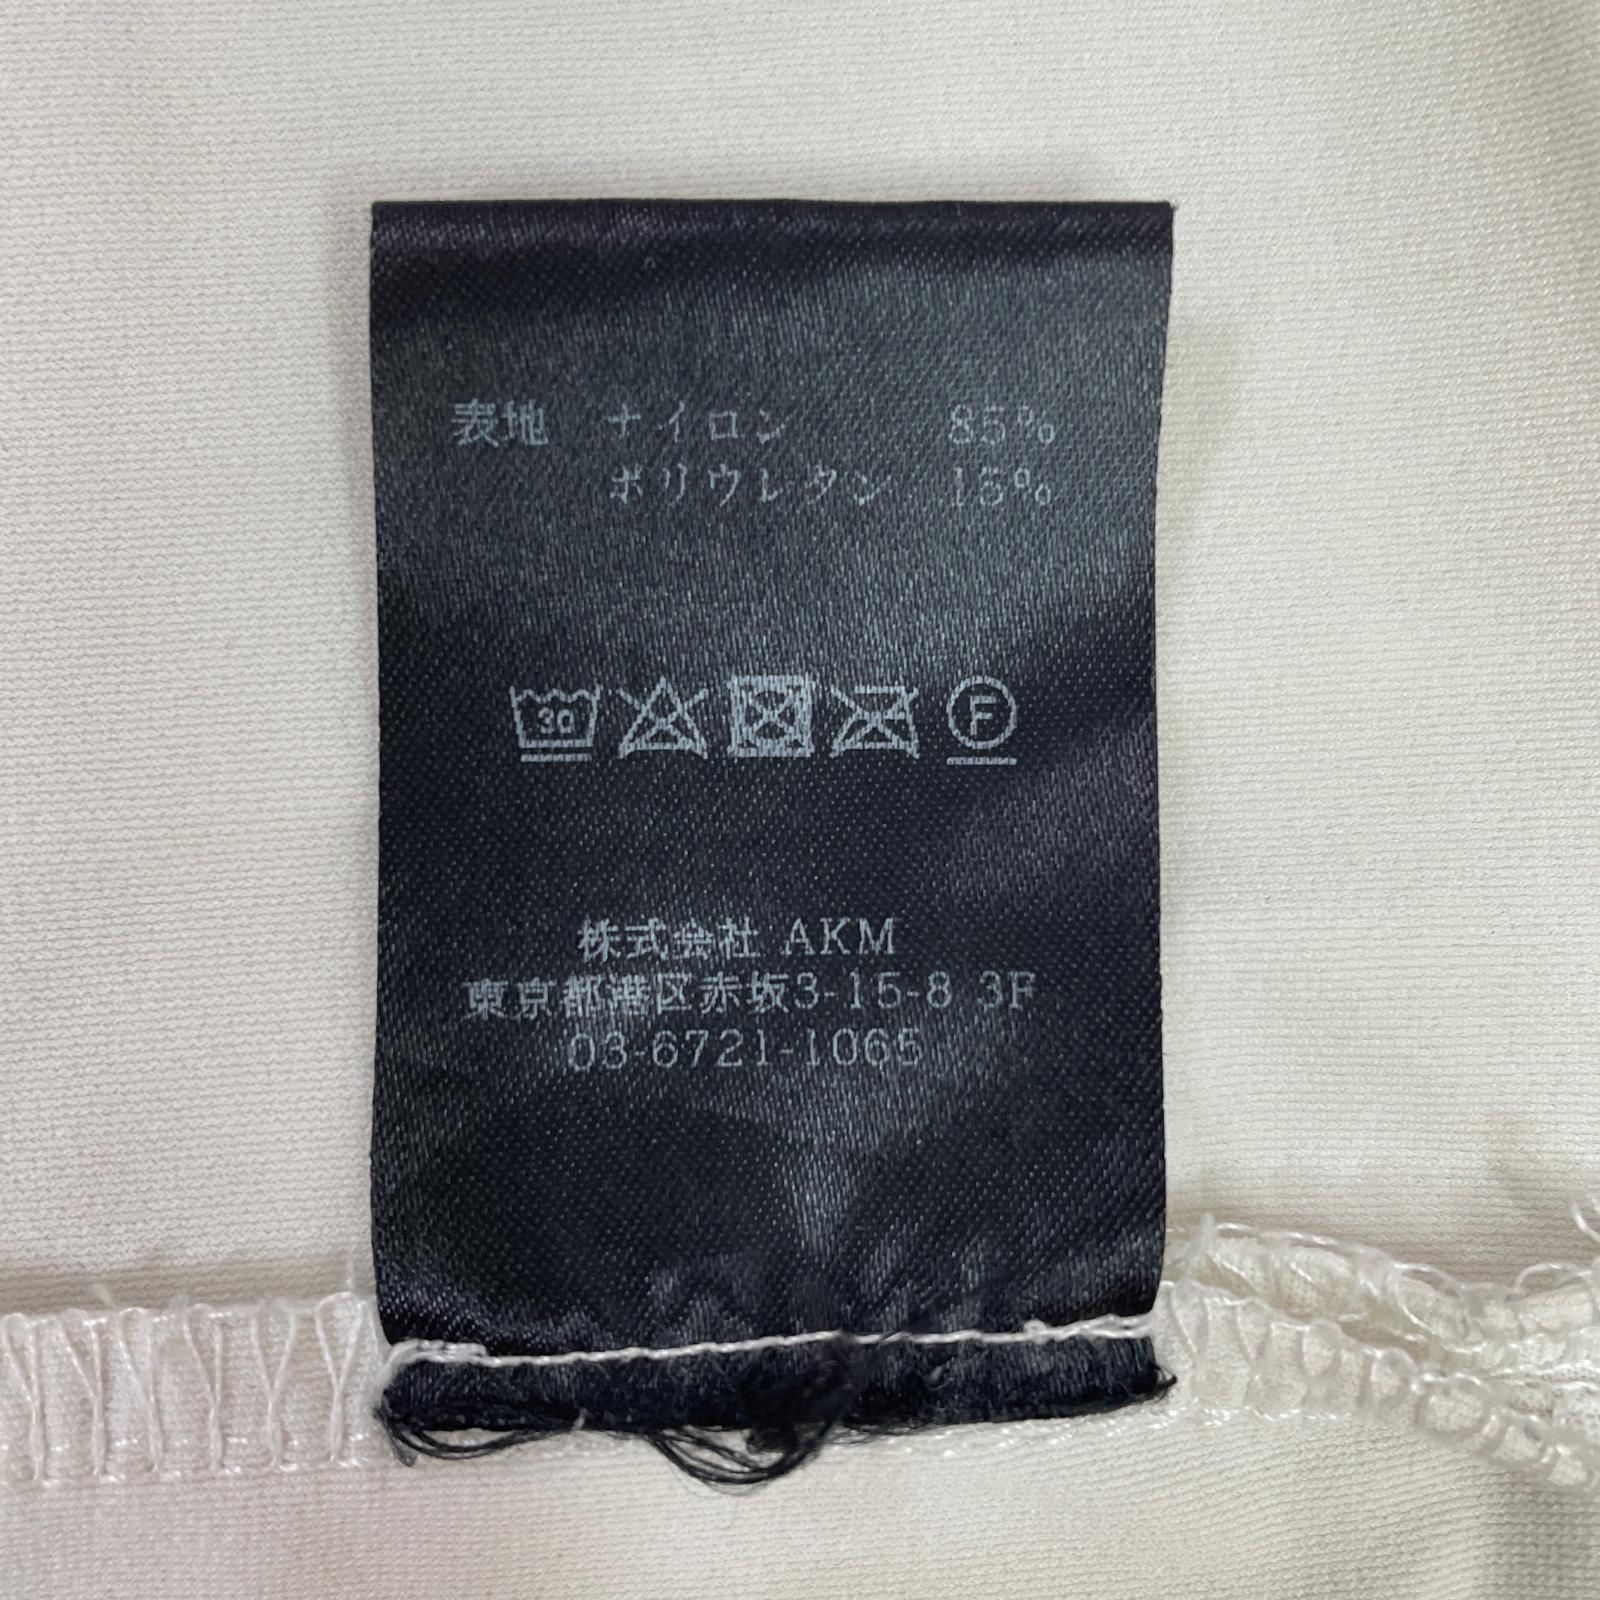 表地 ナイロン 85%
ポリウレタン 15%
30 F
株式会社 AKM
東京都港区赤坂3-15-8 3F
03-6721-1065